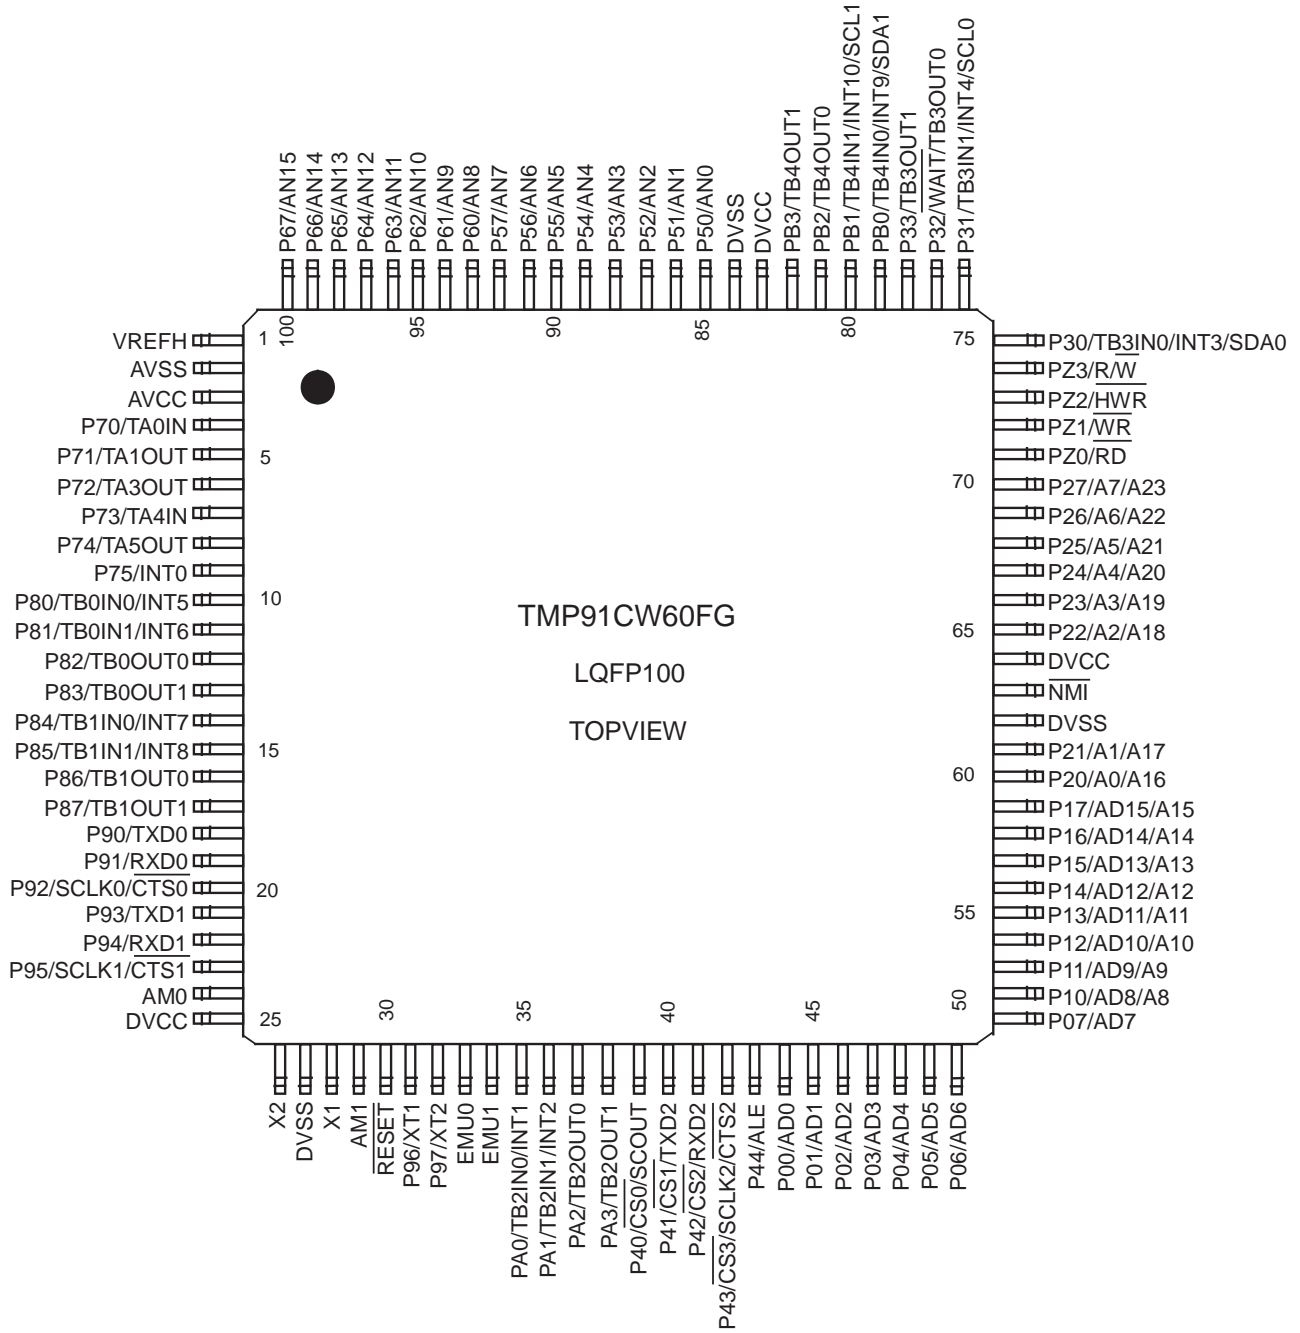 P67/AN15
P66/AN14
P65/AN13
P64/AN12
P63/AN11
P62/AN10
P61/AN9
P60/AN8
P57/AN7
P56/AN6
P55/AN5
P54/AN4
P53/AN3
P52/AN2
P51/AN1
P50/AN0
DVSS
DVCC
PB3/TB4OUT1
PB2/TB4OUT0
PB1/TB4IN1/INT10/SCL1
PB0/TB4IN0/INT9/SDA1
P33/TB3OUT1
P32/WAIT/TB3OUT0
P31/TB3IN1/INT4/SCL0
100
95
90
85
80
VREFH
AVSS
AVCC
P70/TA0IN
P71/TA1OUT
P72/TA3OUT
P73/TA4IN
P74/TA5OUT
P75/INT0
P80/TB0IN0/INT5
P81/TB0IN1/INT6
P82/TB0OUT0
P83/TB0OUT1
P84/TB1IN0/INT7
P85/TB1IN1/INT8
P86/TB1OUT0
P87/TB1OUT1
P90/TXD0
P91/RXD0
P92/SCLK0/CTS0
P93/TXD1
P94/RXD1
P95/SCLK1/CTS1
AM0
DVCC
1
5
10
15
20
25
TMP91CW60FG
LQFP100
TOPVIEW
75
70
65
60
55
50
P30/TB3IN0/INT3/SDA0
PZ3/R/W
PZ2/HWR
PZ1/WR
PZ0/RD
P27/A7/A23
P26/A6/A22
P25/A5/A21
P24/A4/A20
P23/A3/A19
P22/A2/A18
DVCC
NMI
DVSS
P21/A1/A17
P20/A0/A16
P17/AD15/A15
P16/AD14/A14
P15/AD13/A13
P14/AD12/A12
P13/AD11/A11
P12/AD10/A10
P11/AD9/A9
P10/AD8/A8
P07/AD7
30
35
40
45
X2
DVSS
X1
AM1
RESET
P96/XT1
P97/XT2
EMU0
EMU1
PA0/TB2IN0/INT1
PA1/TB2IN1/INT2
PA2/TB2OUT0
PA3/TB2OUT1
P40/CS0/SCOUT
P41/CS1/TXD2
P42/CS2/RXD2
P43/CS3/SCLK2/CTS2
P44/ALE
P00/AD0
P01/AD1
P02/AD2
P03/AD3
P04/AD4
P05/AD5
P06/AD6